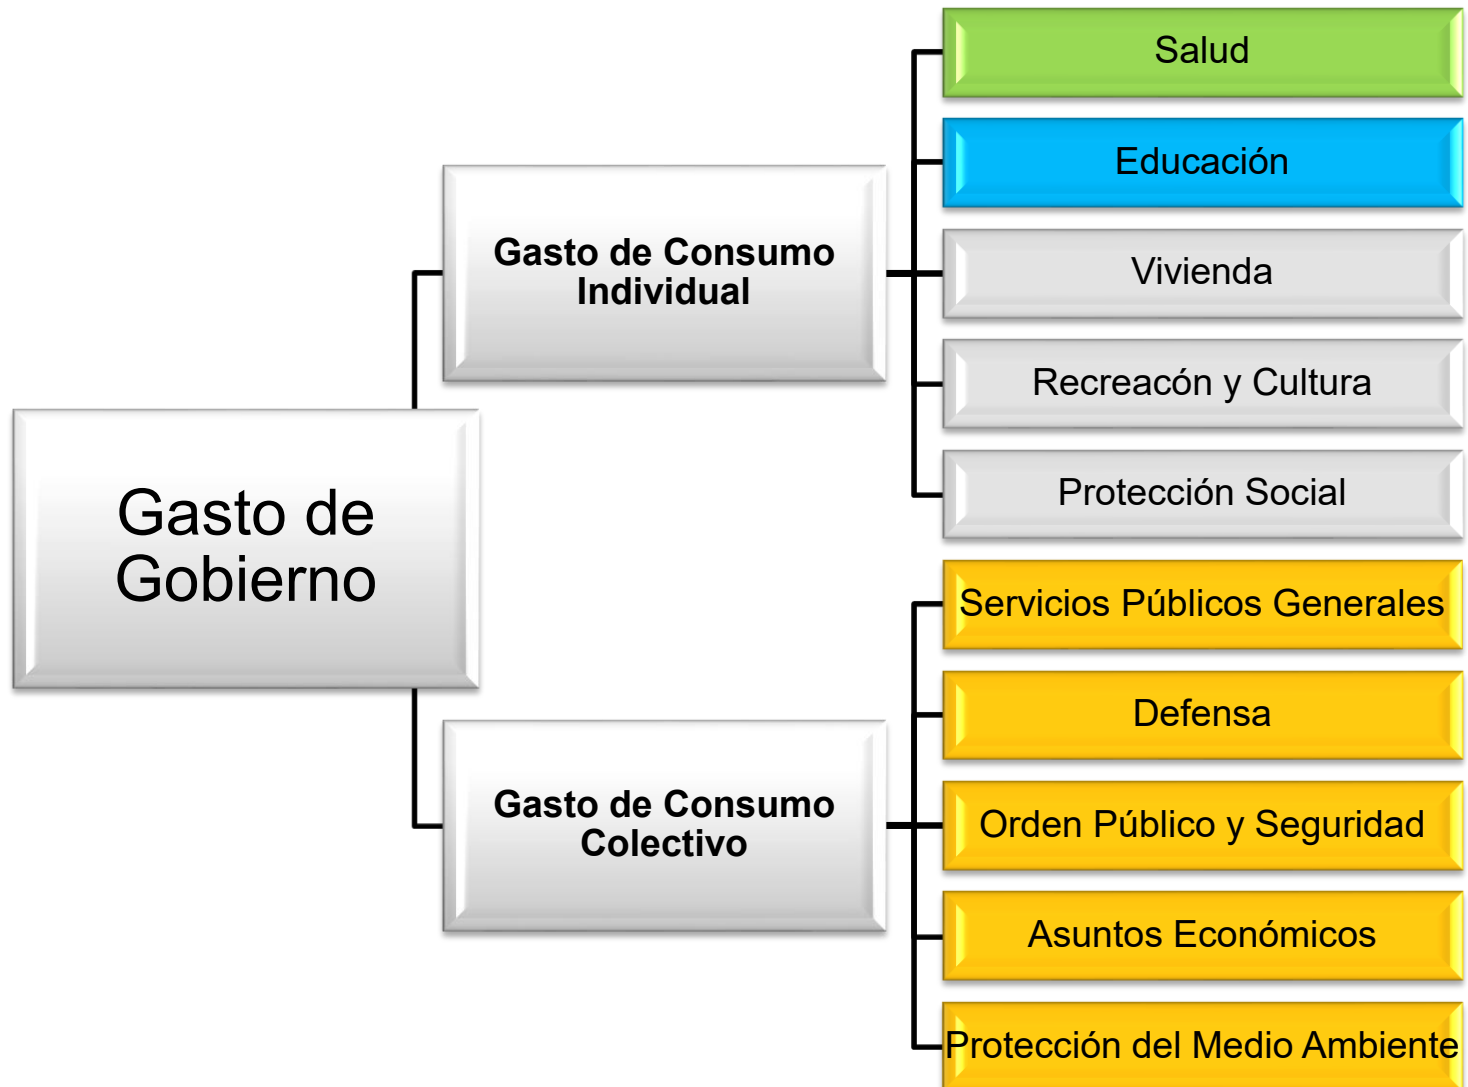 Gasto de
Gobierno
Gasto de Consumo
Individual
Salud
Educación
Vivienda
Recreacón y Cultura
Protección Social
Gasto de Consumo
Colectivo
Servicios Públicos Generales
Defensa
Orden Público y Seguridad
Asuntos Económicos
Protección del Medio Ambiente